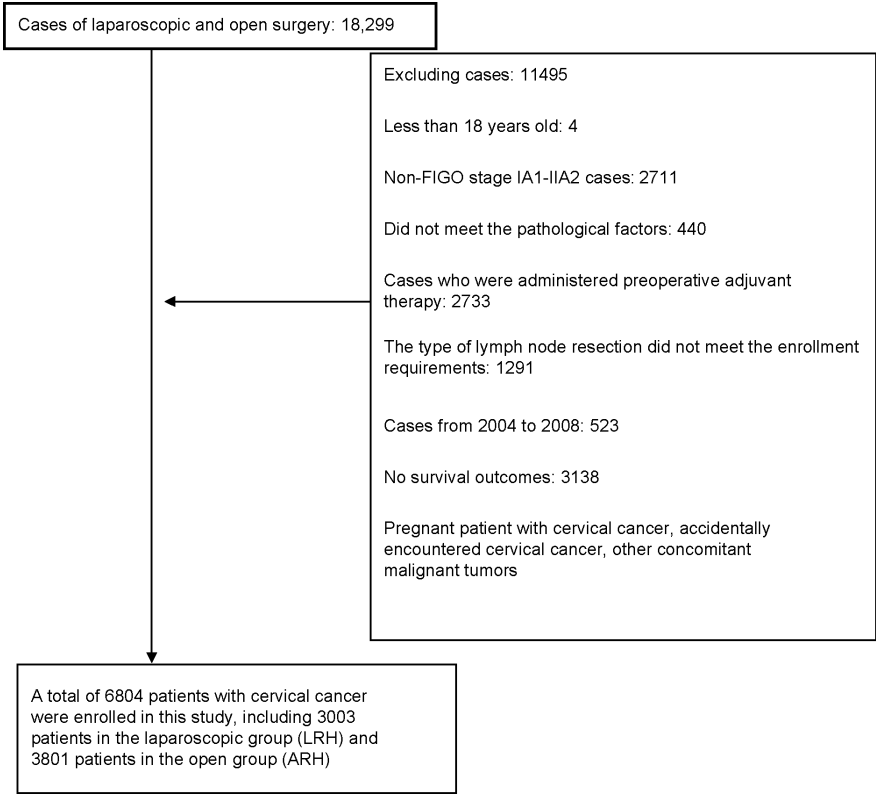 Cases of laparoscopic and open surgery: 18,299
Excluding cases: 11495
Less than 18 years old: 4
Non-FIGO stage IA1-IIA2 cases: 2711
Did not meet the pathological factors: 440
Cases who were administered preoperative adjuvant
therapy: 2733
The type of lymph node resection did not meet the enrollment
requirements: 1291
Cases from 2004 to 2008: 523
No survival outcomes: 3138
Pregnant patient with cervical cancer, accidentally
encountered cervical cancer, other concomitant
malignant tumors
A total of 6804 patients with cervical cancer
were enrolled in this study, including 3003
patients in the laparoscopic group (LRH) and
3801 patients in the open group (ARH)